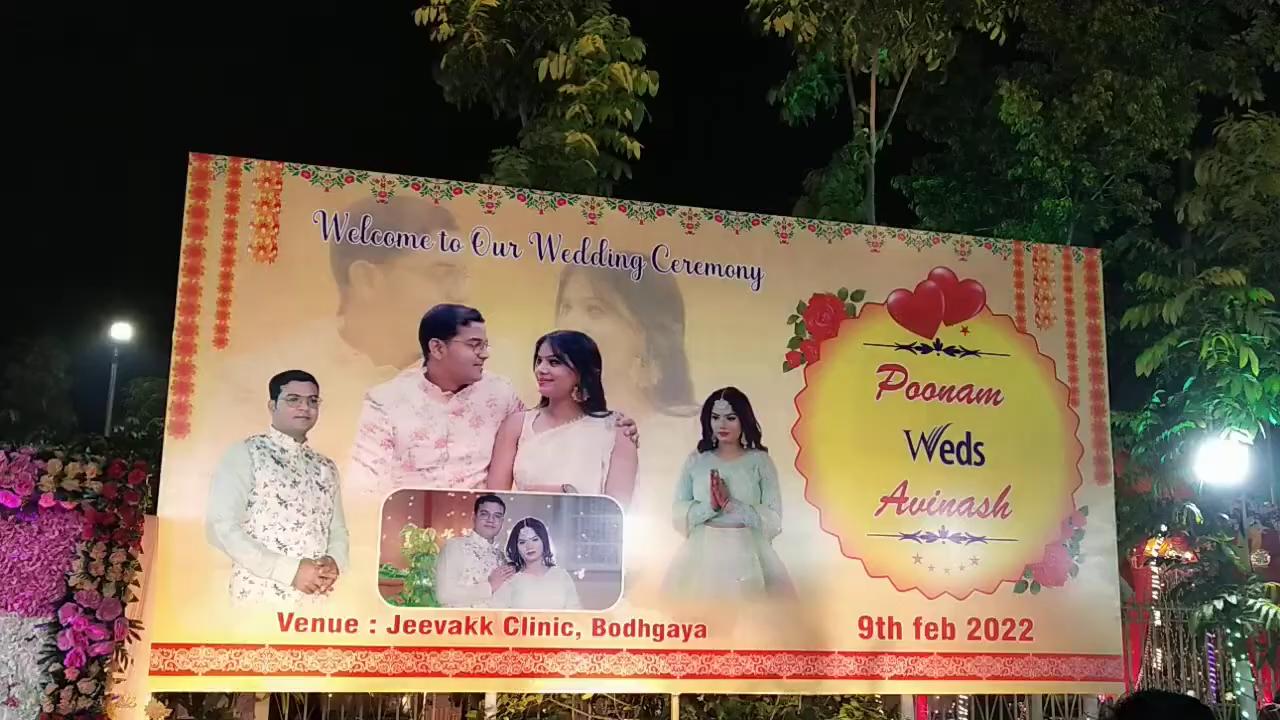 Welcome to Our Wedding Ceremony
Poonam
Weds
Avinash
Venue : Jeevakk Clinic, Bodhgaya
9th feb 2022